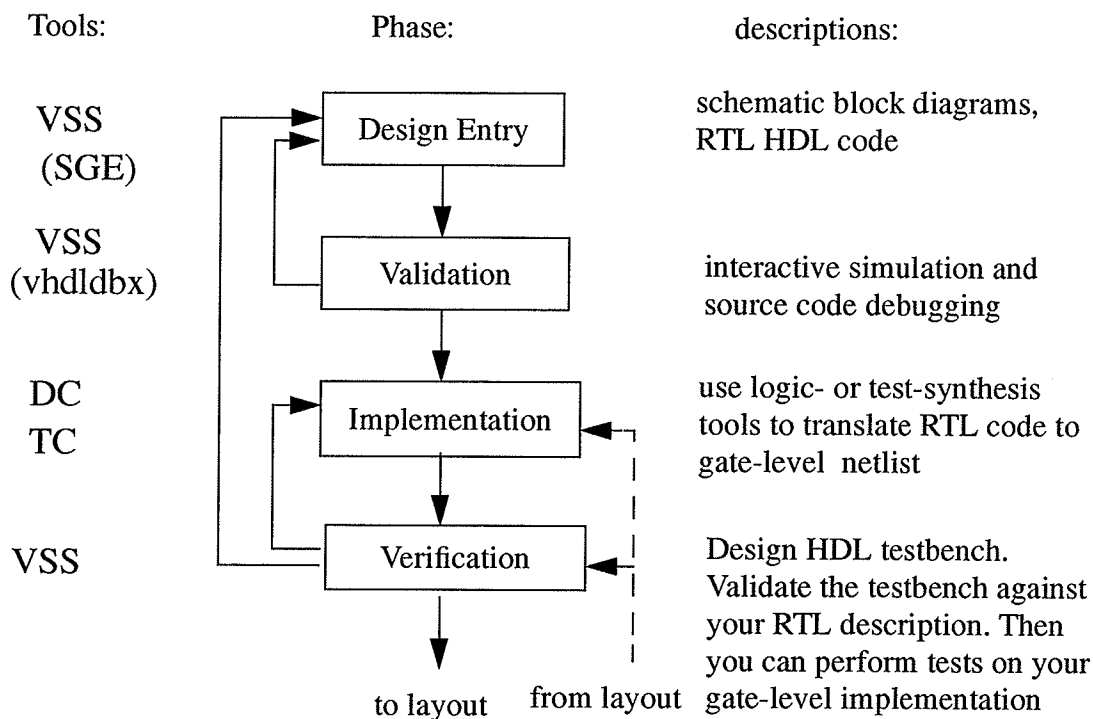 Tools:
Phase:
descriptions:
VSS
(SGE)
Design Entry
schematic block diagrams,
RTL HDL code
VSS
(vhdldbx)
Validation
interactive simulation and
source code debugging
DC
TC
Implementation
use logic- or test-synthesis
tools to translate RTL code to
gate-level netlist
VSS
Verification
Design HDL testbench.
Validate the testbench against
your RTL description. Then
you can perform tests on your
gate-level implementation
to layout
from layout